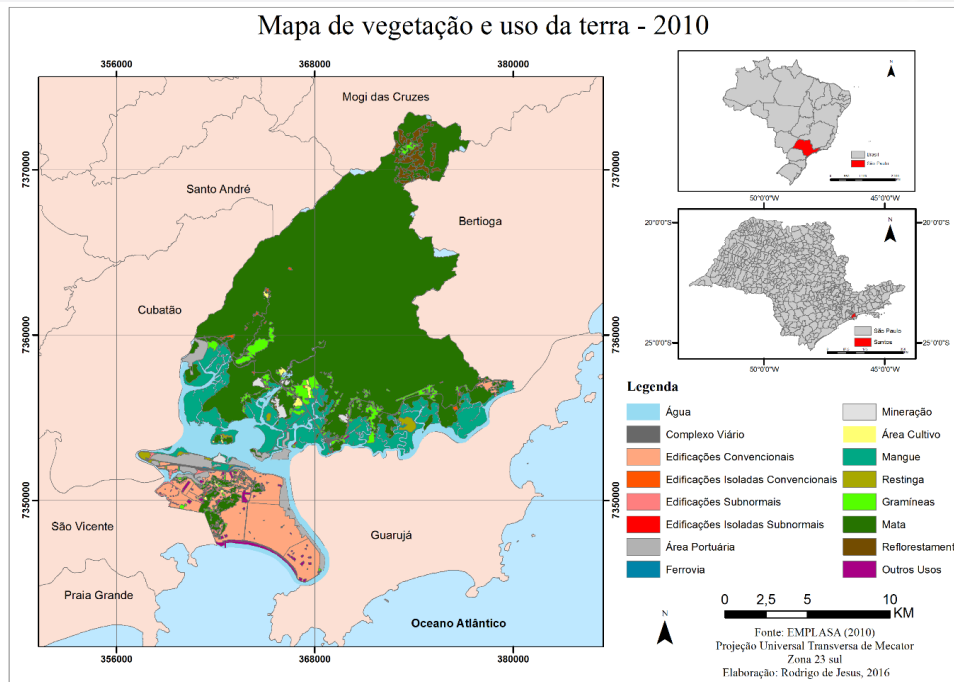 Mapa de vegetação e uso da terra - 2010
356000
368000
380000
7370000
7360000
7350000
7370000
7360000
7350000
356000
368000
380000
Mogi das Cruzes
Santo André
Bertioga
Cubatão
São Vicente
Guarujá
Praia Grande
Oceano Atlântico
N
Brasil
São Paulo
50°0'0"W
45°0'0"W
20°0'0"S
20°0'0"S
25°0'0"S
25°0'0"S
N
São Paulo
Santos
50°0'0"W
45°0'0"W
Legenda
Água
Complexo Viário
Edificações Convencionais
Edificações Isoladas Convencionais
Edificações Subnormais
Edificações Isoladas Subnormais
Área Portuária
Ferrovia
Mineração
Área Cultivo
Mangue
Restinga
Gramíneas
Mata
Reflorestament
Outros Usos
0 2,5 5 10
KM
N
Fonte: EMPLASA (2010)
Projeção Universal Transversa de Mecator
Zona 23 sul
Elaboração: Rodrigo de Jesus, 2016